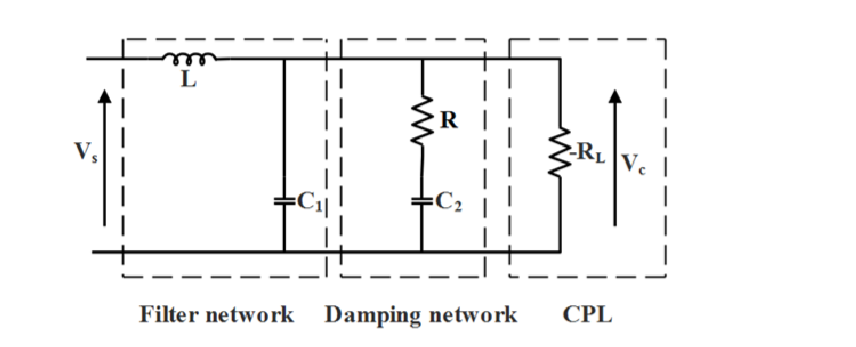 L
R
Vs
-RL
Vc
C1
C2
Filter network Damping network CPL